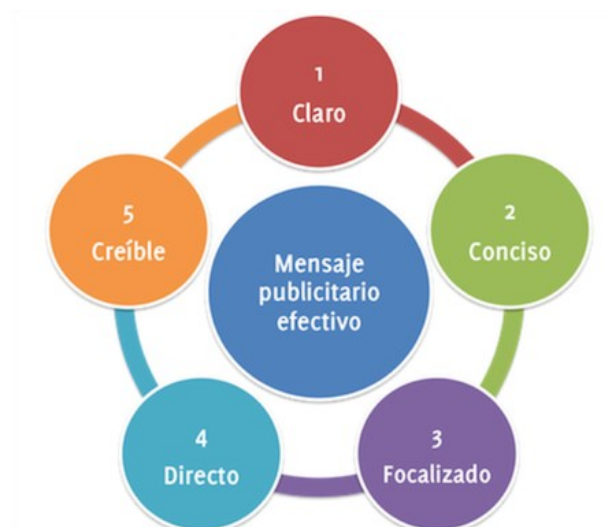 1
Claro
2
Conciso
3
Focalizado
4
Directo
5
Creíble
Mensaje
publicitario
efectivo